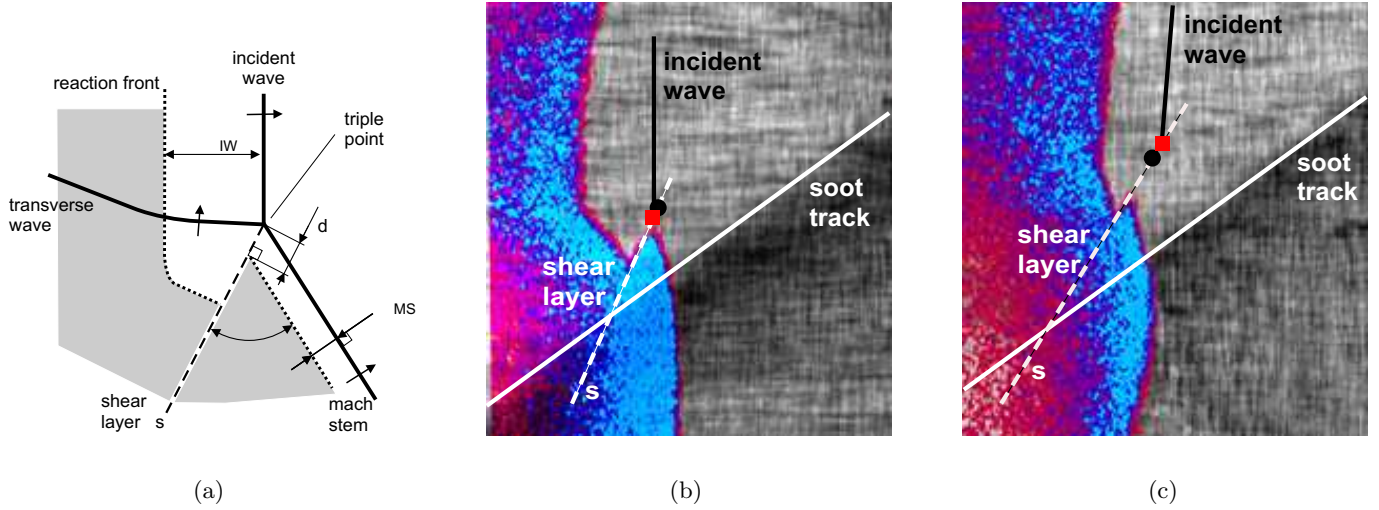 incident
wave
reaction front
triple
point
IW
transverse
wave
d
MS
shear
layer s
mach
stem
(a)
incident
wave
soot
track
shear
layer
s
(b)
incident
wave
soot
track
shear
layer
s
(c)